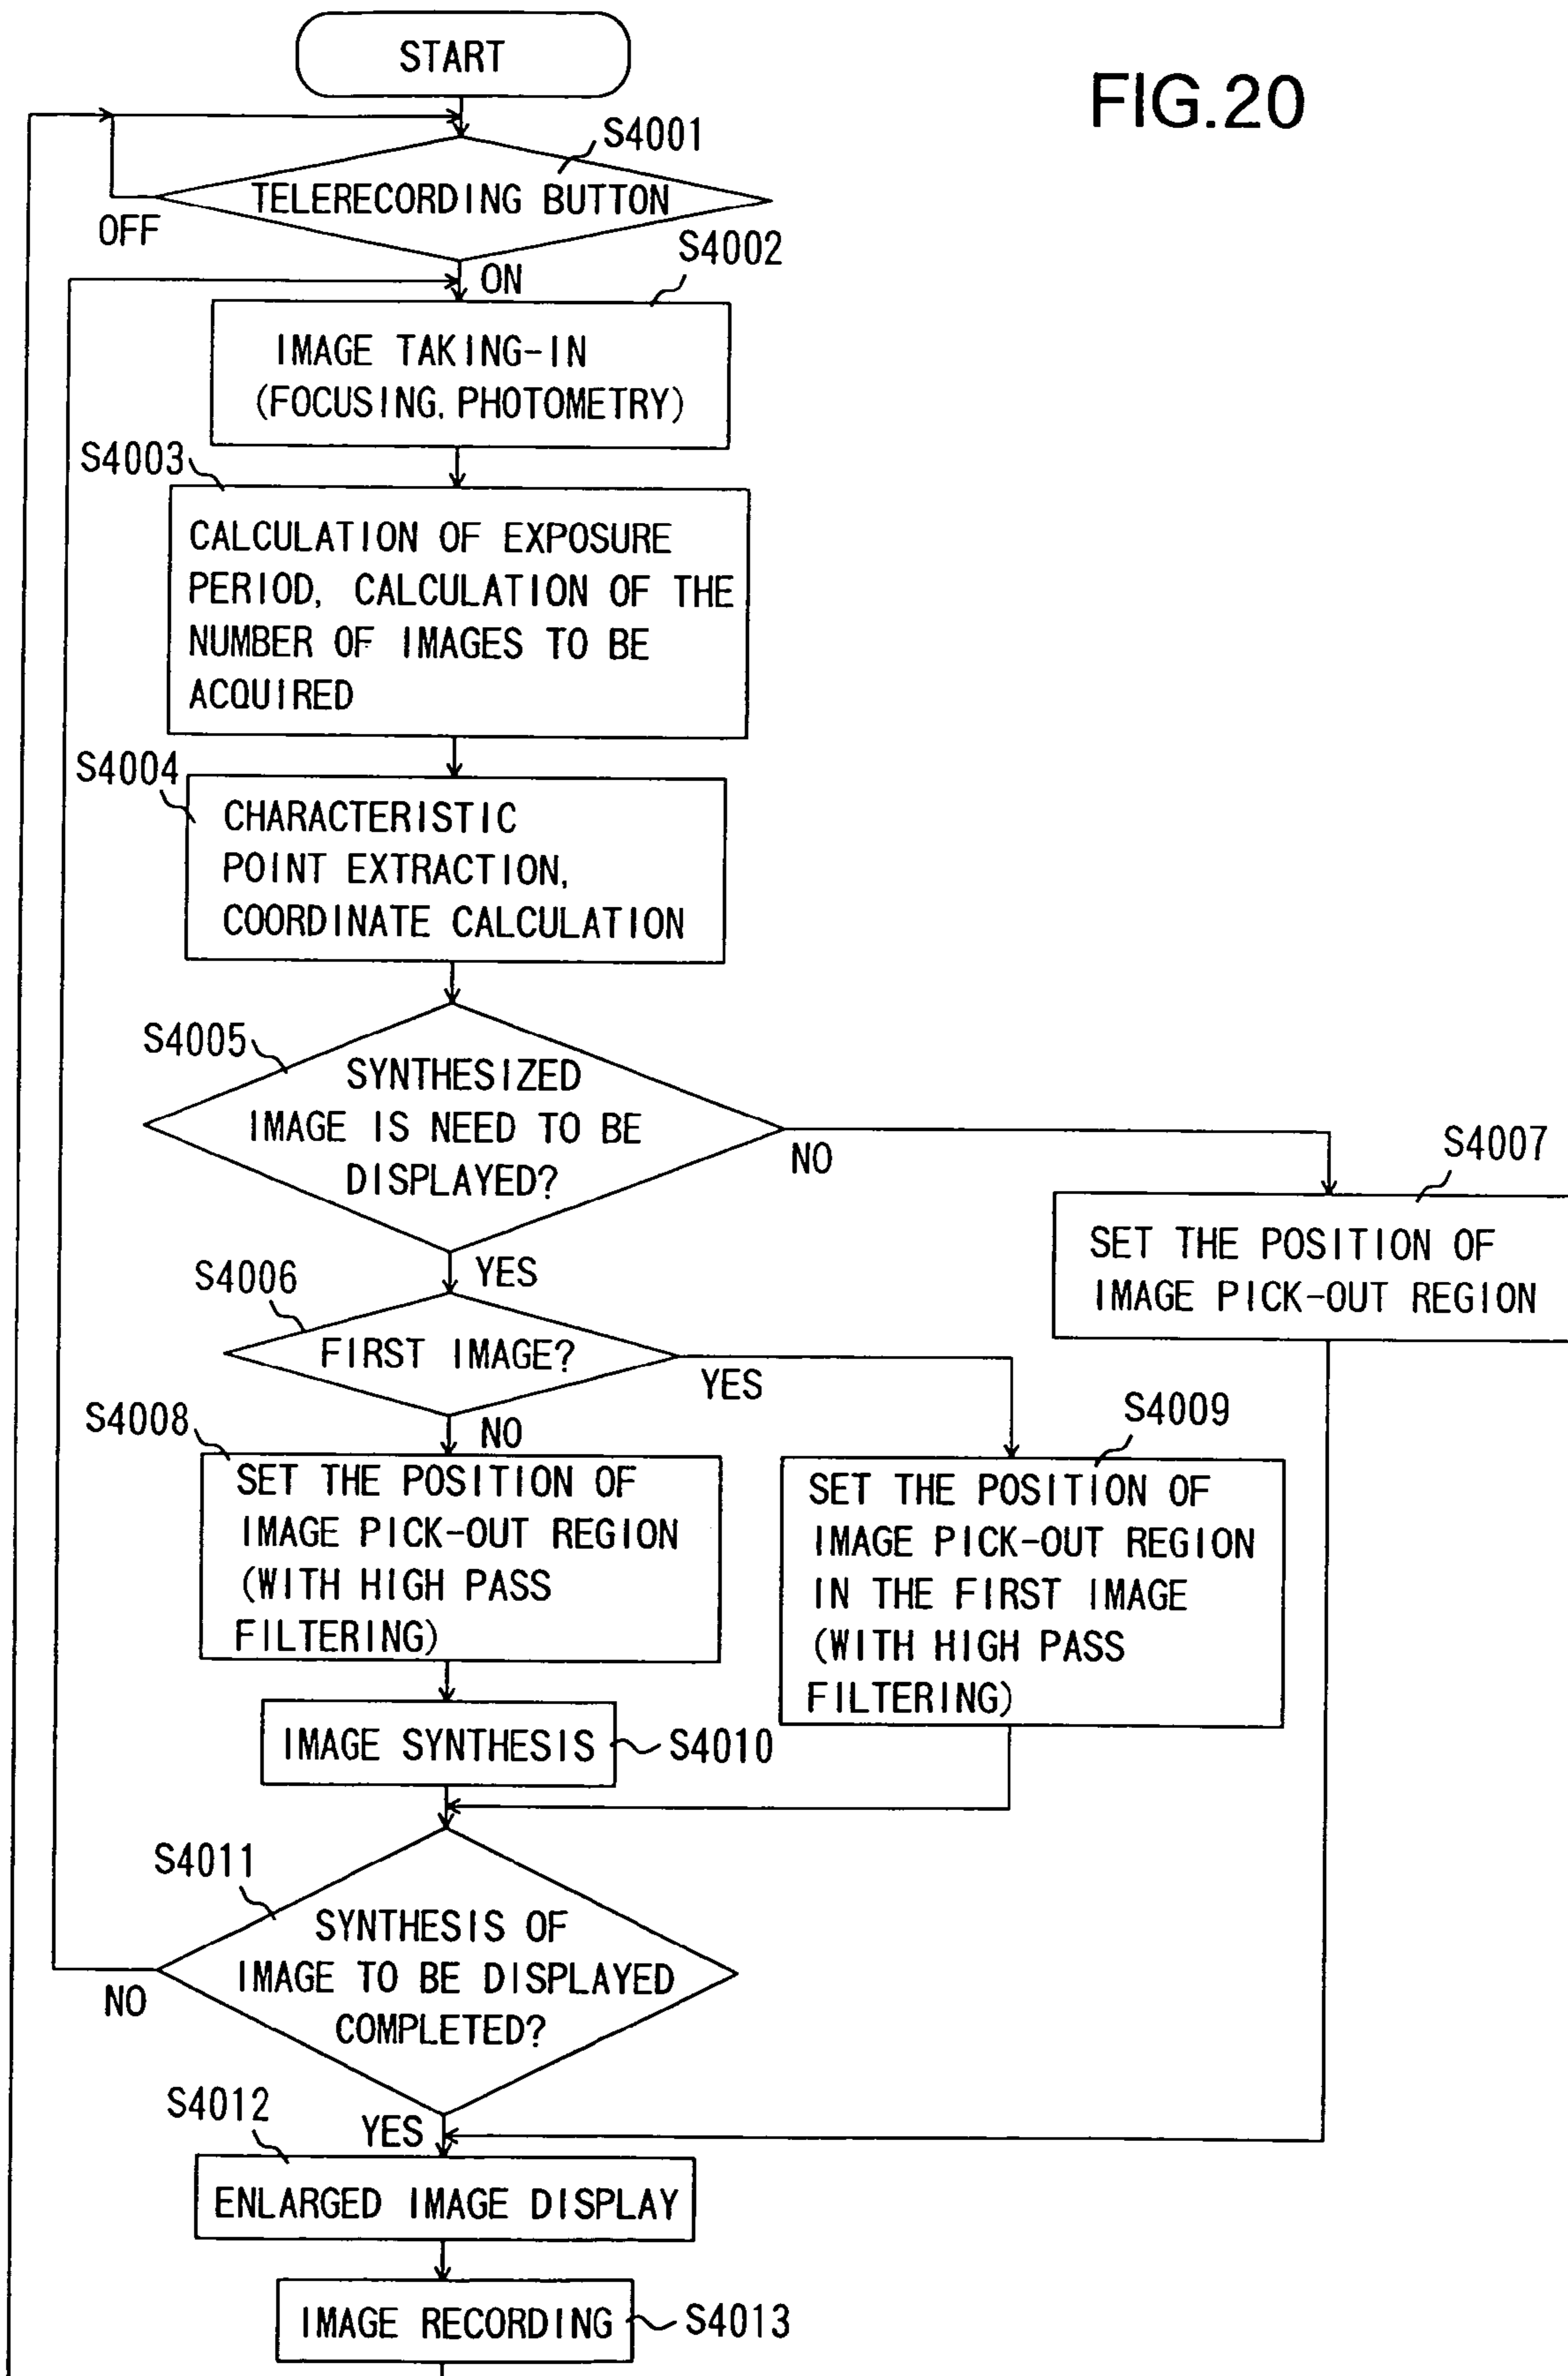 START
FIG.20
S4001
TELERECORDING BUTTON
OFF
S4002
ON
IMAGE TAKING-IN
(FOCUSING, PHOTOMETRY)
S4003
CALCULATION OF EXPOSURE
PERIOD, CALCULATION OF THE
NUMBER OF IMAGES TO BE
ACQUIRED
S4004
CHARACTERISTIC
POINT EXTRACTION,
COORDINATE CALCULATION
S4005
SYNTHESIZED
IMAGE IS NEED TO BE
DISPLAYED?
NO
S4007
SET THE POSITION OF
IMAGE PICK-OUT REGION
YES
S4006
FIRST IMAGE?
YES
NO
S4008
SET THE POSITION OF
IMAGE PICK-OUT REGION
(WITH HIGH PASS
FILTERING)
S4009
SET THE POSITION OF
IMAGE PICK-OUT REGION
IN THE FIRST IMAGE
(WITH HIGH PASS
FILTERING)
IMAGE SYNTHESIS
S4010
S4011
SYNTHESIS OF
IMAGE TO BE DISPLAYED
COMPLETED?
NO
YES
S4012
ENLARGED IMAGE DISPLAY
IMAGE RECORDING
S4013